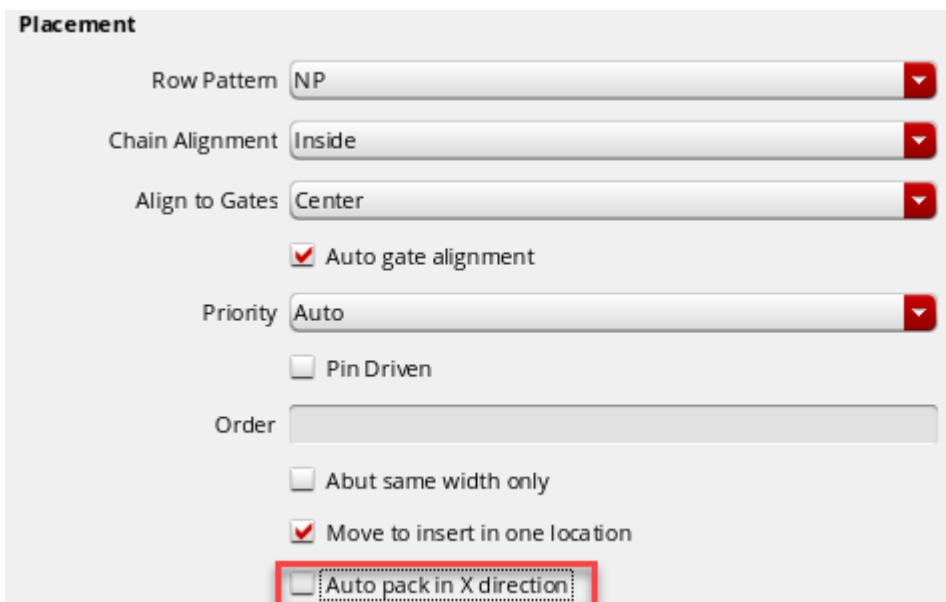 Placement
Row Pattern NP
Chain Alignment Inside
Align to Gates Center
Auto gate alignment
Priority Auto
Pin Driven
Order
Abut same width only
Move to insert in one location
Auto pack in X direction